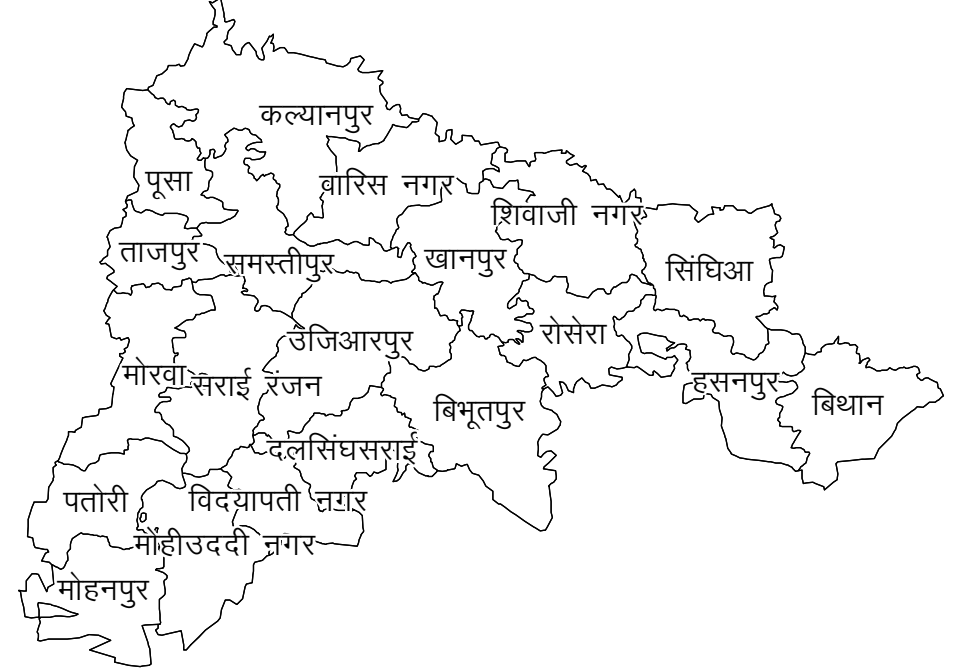 कल्यानपुर
पूसा
वारिस नगर
शिवाजी नगर
ताजपुर
समस्तीपुर
खानपुर
सिंघिआ
उजिआरपुर
रोसेरा
मोरवा
सराई रंजन
हसनपुर
बिभूतपुर
बिथान
दलसिंघसराई
पतोरी
विदयापती नगर
मोंहीउददी नगर
मोहनपुर